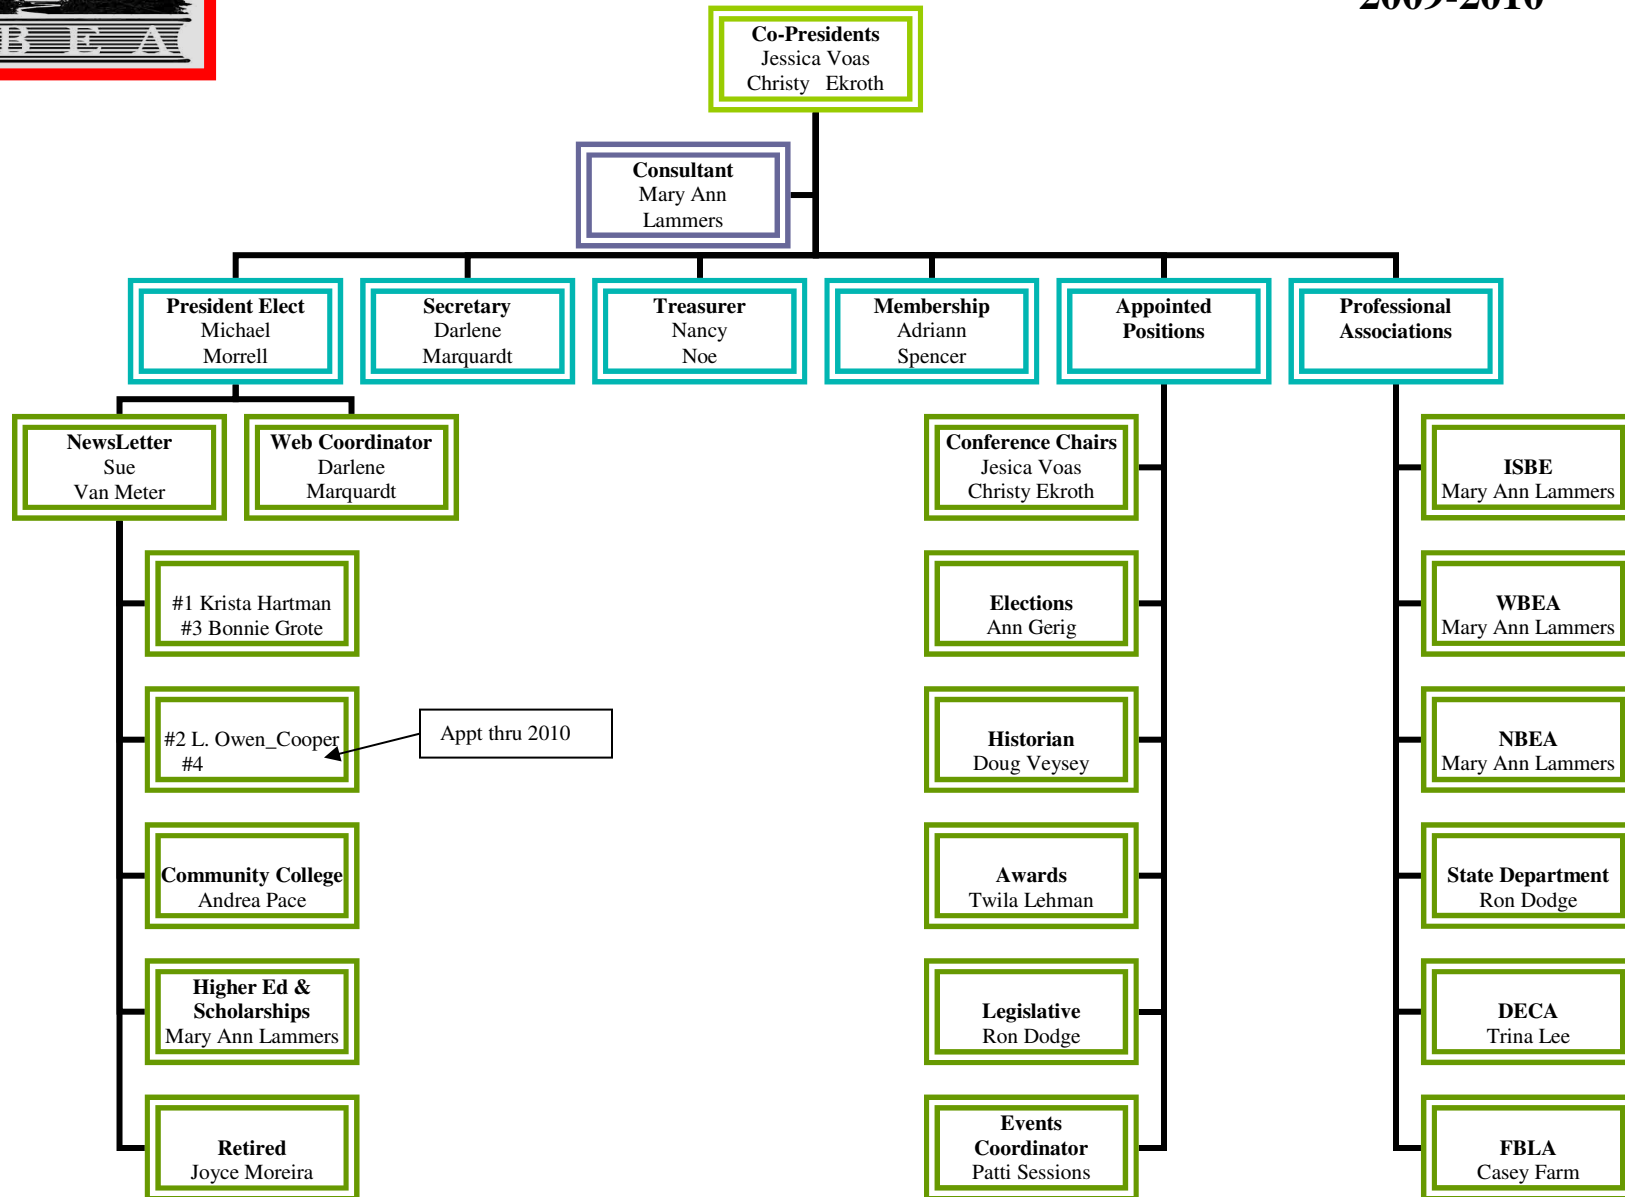 2009-2010
B E A
Co-Presidents
Jessica Voas
Christy Ekroth
Consultant
Mary Ann
Lammers
President Elect
Michael
Morrell
Secretary
Darlene
Marquardt
Treasurer
Nancy
Noe
Membership
Adriann
Spencer
Appointed
Positions
Professional
Associations
NewsLetter
Sue
Van Meter
Web Coordinator
Darlene
Marquardt
#1 Krista Hartman
#3 Bonnie Grote
#2 L. Owen_Cooper
#4
Appt thru 2010
Community College
Andrea Pace
Higher Ed &
Scholarships
Mary Ann Lammers
Retired
Joyce Moreira
Conference Chairs
Jesica Voas
Christy Ekroth
Elections
Ann Gerig
Historian
Doug Veysey
Awards
Twila Lehman
Legislative
Ron Dodge
Events
Coordinator
Patti Sessions
ISBE
Mary Ann Lammers
WBEA
Mary Ann Lammers
NBEA
Mary Ann Lammers
State Department
Ron Dodge
DECA
Trina Lee
FBLA
Casey Farm